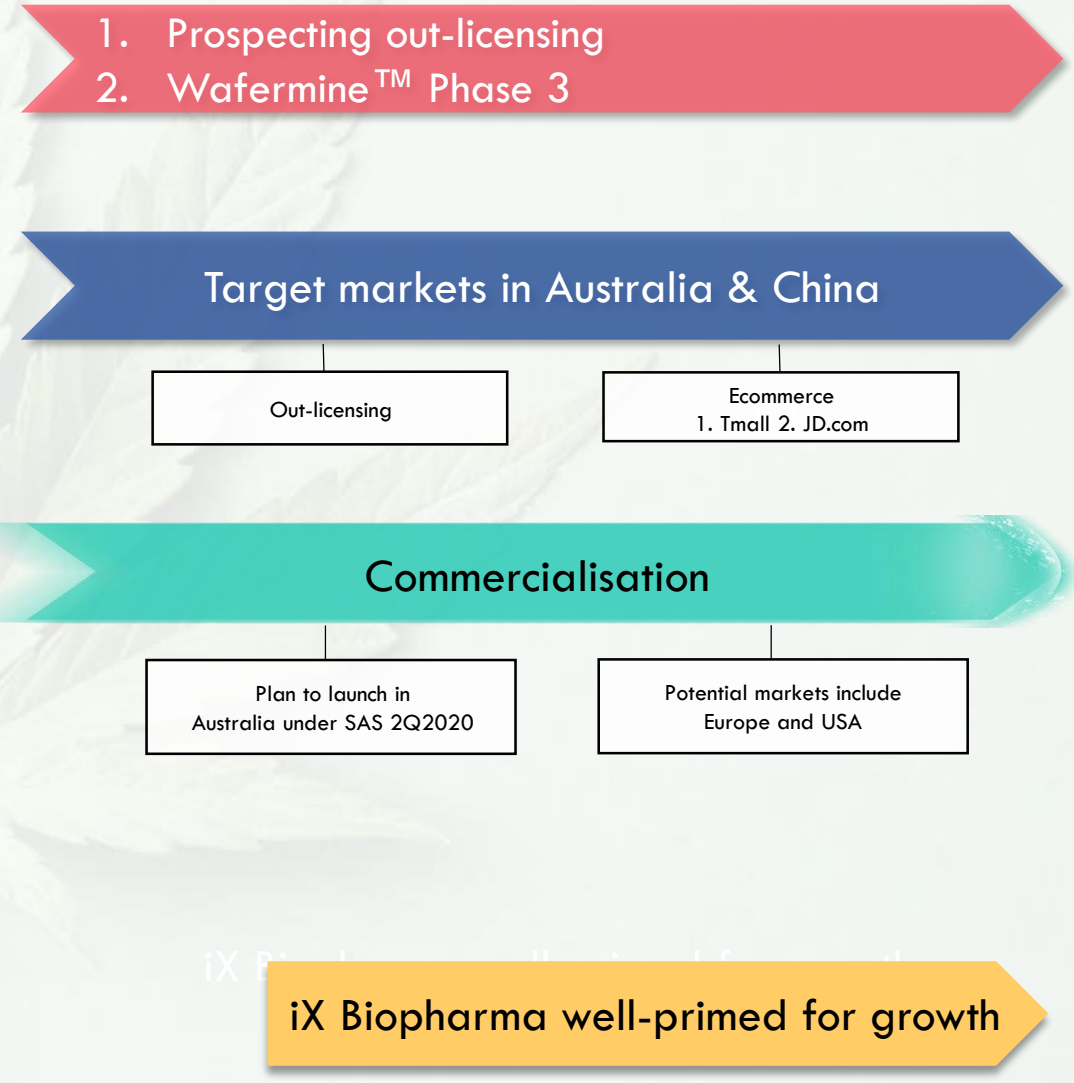 1. Prospecting out-licensing
2. Wafermine™ Phase 3
Target markets in Australia & China
Out-licensing
Ecommerce
1. Tmall 2. JD.com
Commercialisation
Plan to launch in
Australia under SAS 2Q2020
Potential markets include
Europe and USA
iX Biopharma well-primed for growth